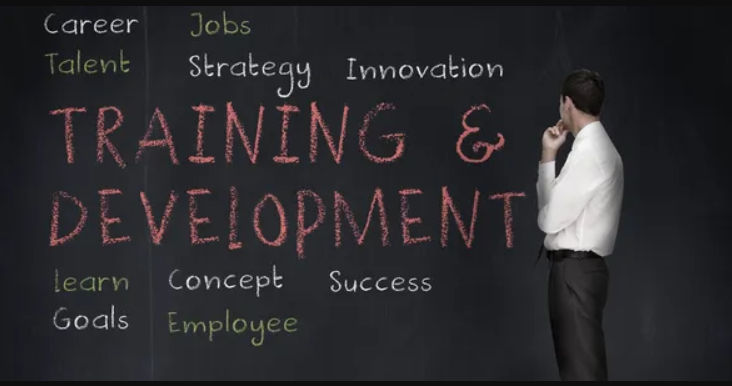 Career Jobs
Talent Strategy Innovation
TRAINING &
DEVElOPMENT
learn Concept Success
Goals Employee